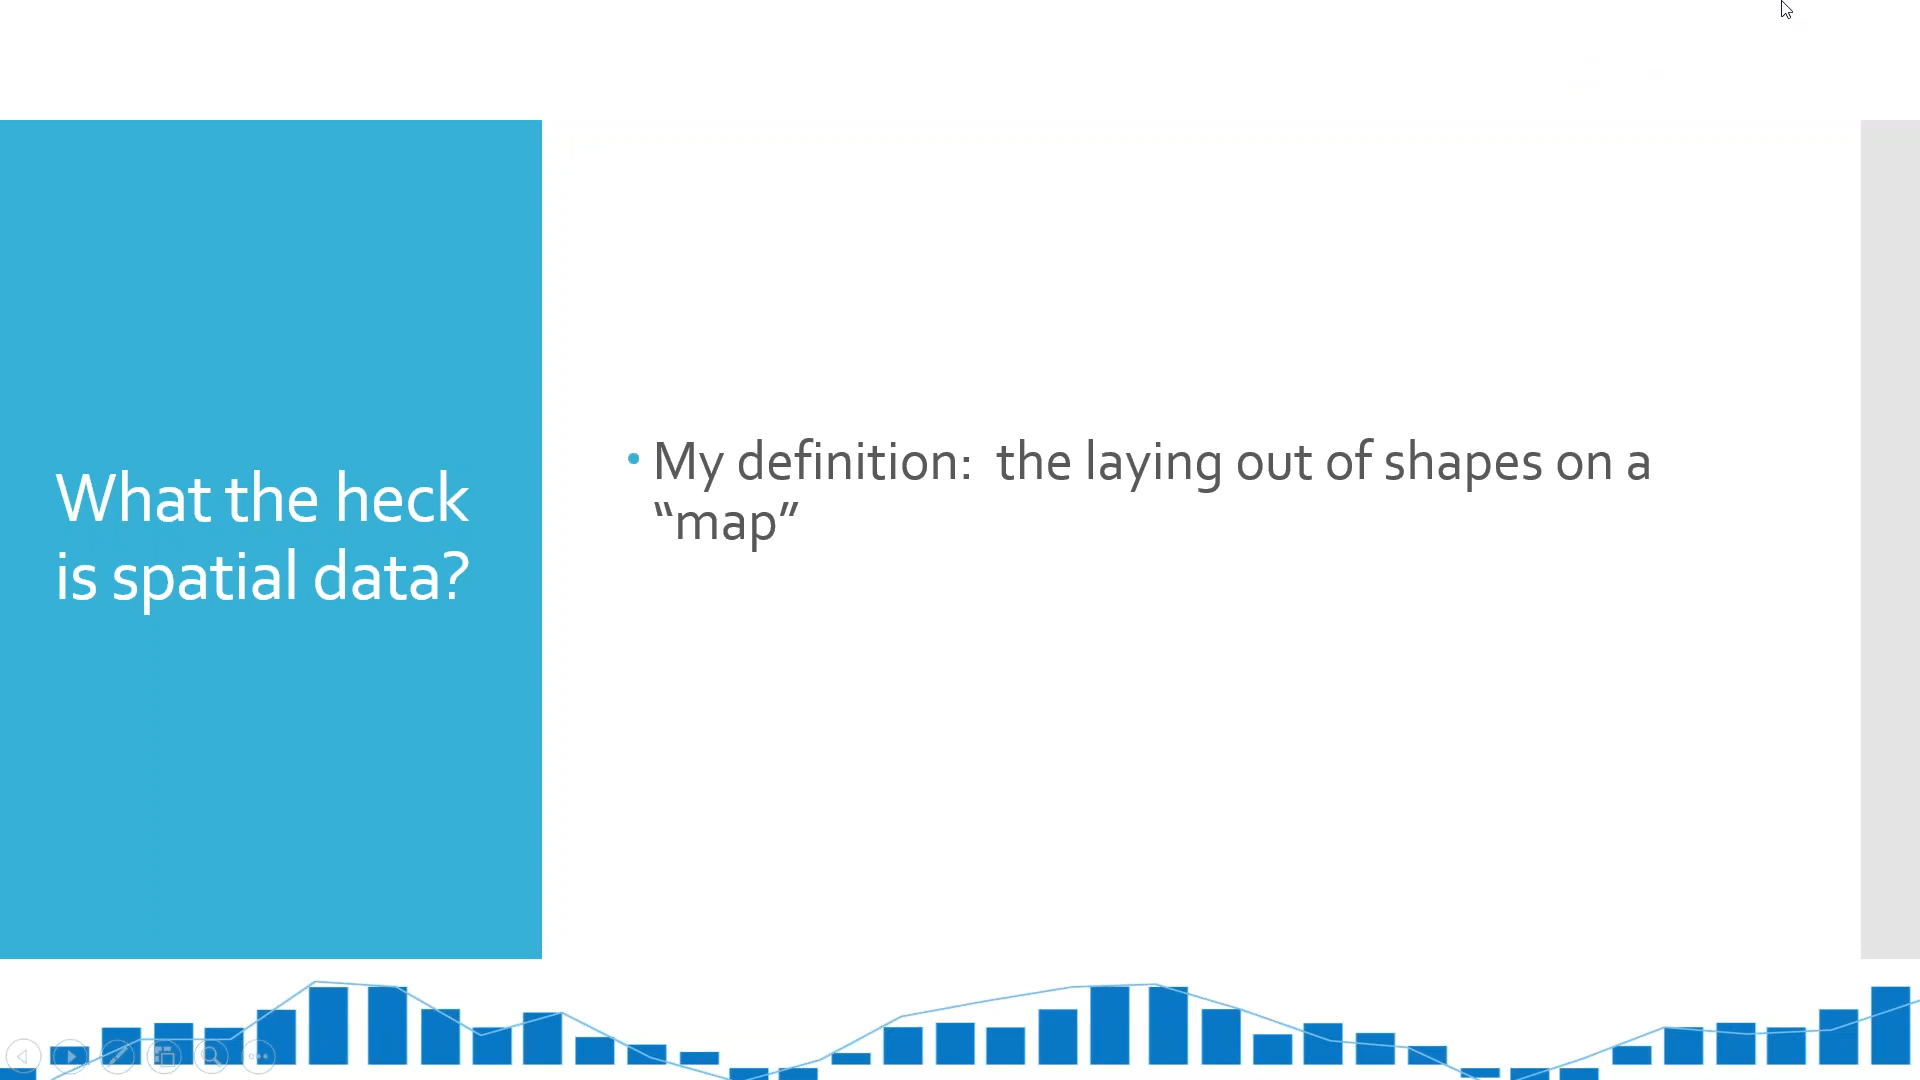 What the heck
is spatial data?
• My definition:  the laying out of shapes on a
“map”